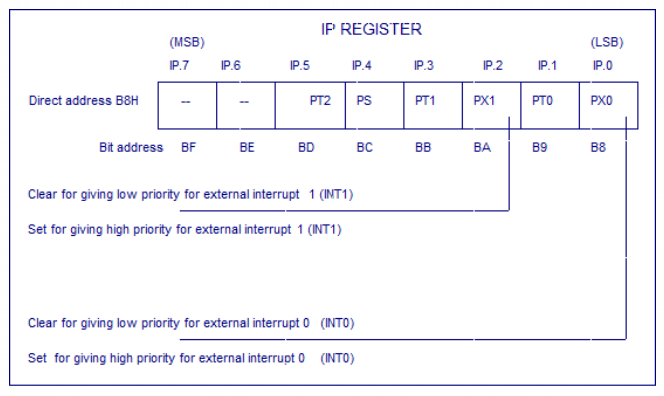 IP REGISTER
(MSB) (LSB)
IP.7 IP.6 IP.5 IP.4 IP.3 IP.2 IP.1 IP.0
Direct address B8H -- -- PT2 PS PT1 PX1 PT0 PX0
Bit address BF BE BD BC BB BA B9 B8
Clear for giving low priority for external interrupt 1 (INT1)
Set for giving high priority for external interrupt 1 (INT1)
Clear for giving low priority for external interrupt 0 (INT0)
Set for giving high priority for external interrupt 0 (INT0)